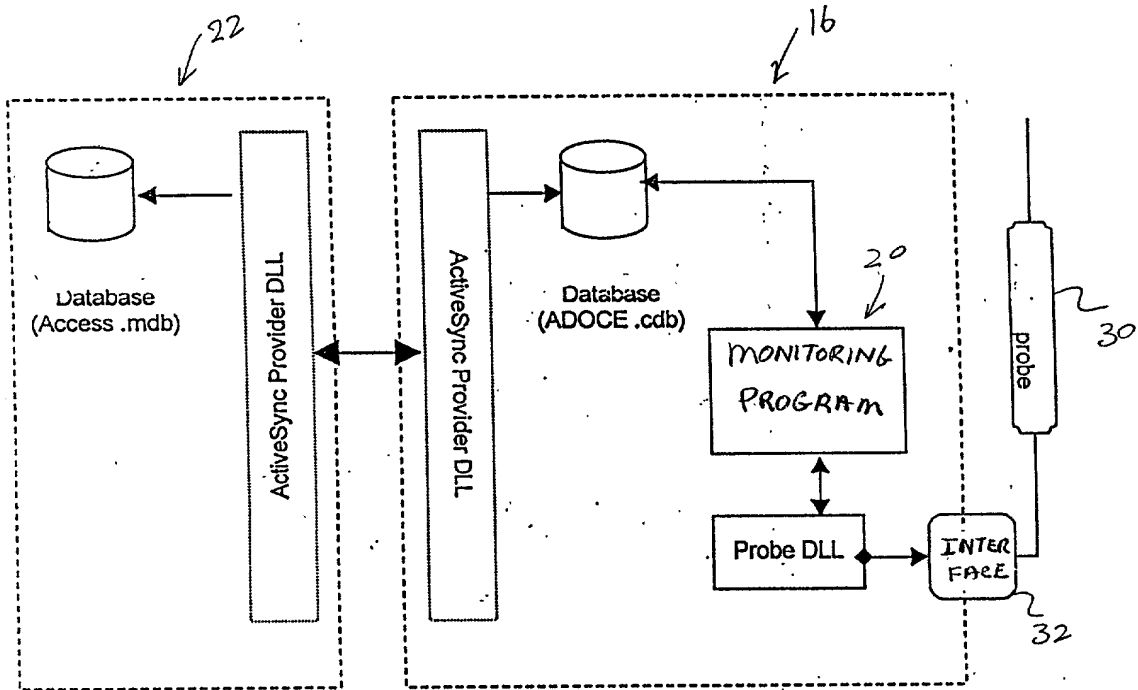 22
16
Database
(Access .mdb)
ActiveSync Provider DLL
ActiveSync Provider DLL
Database
(ADOCE .cdb)
20
MONITORING
PROGRAM
Probe DLL
INTER
FACE
32
probe
30